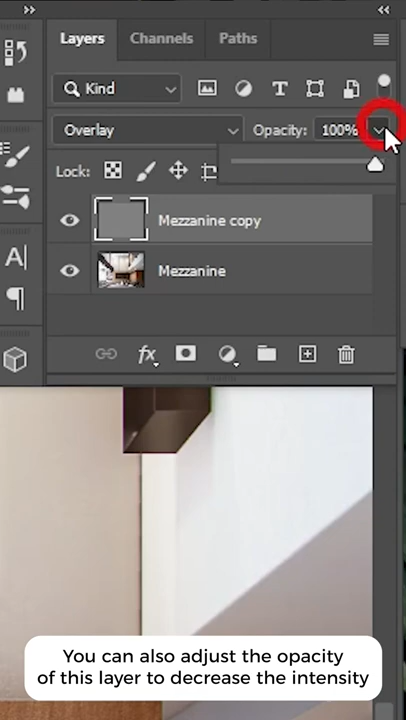 Layers Channels Paths
Kind T
Overlay Opacity: 100%
Lock:
Mezzanine copy
A
Mezzanine
fx
You can also adjust the opacity
of this layer to decrease the intensity